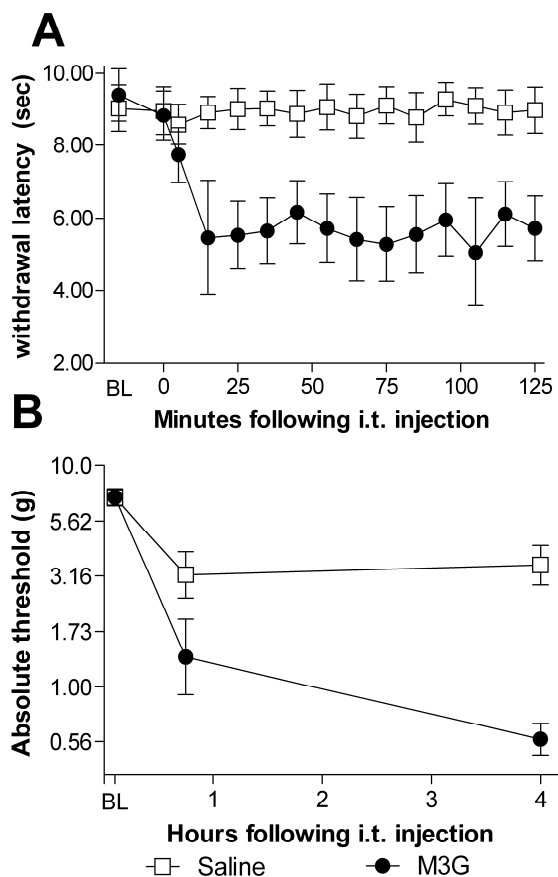 A
withdrawal latency (sec)
10.00
8.00
6.00
4.00
2.00
BL 0 25 50 75 100 125
Minutes following i.t. injection
B
Absolute threshold (g)
10.0
5.62
3.16
1.73
1.00
0.56
BL 1 2 3 4
Hours following i.t. injection
Saline M3G